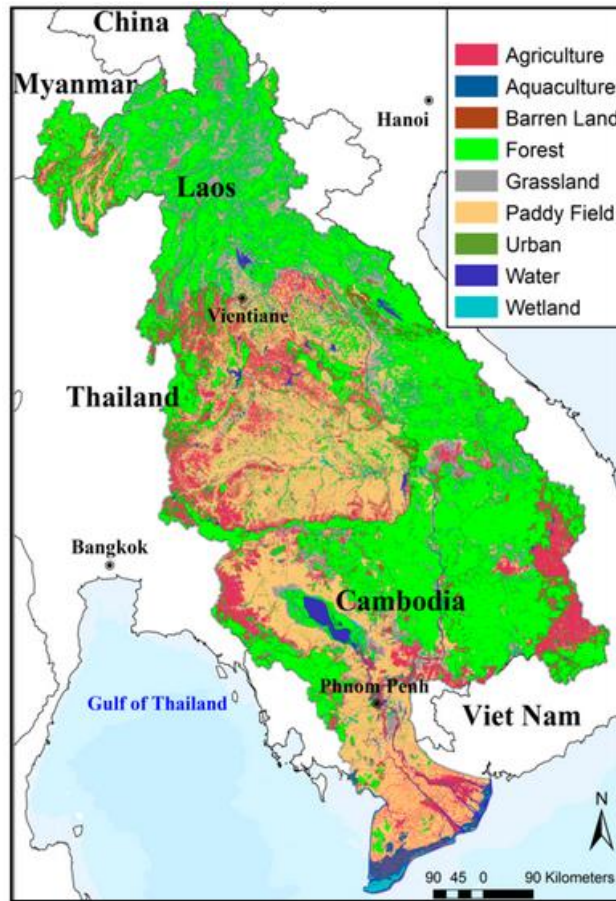 China
Myanmar
Laos
Hanoi
Agriculture
Aquaculture
Barren Land
Forest
Grassland
Paddy Field
Urban
Water
Wetland
Vientiane
Thailand
Bangkok
Cambodia
Phnom Penh
Gulf of Thailand
Viet Nam
N
90 45 0 90 Kilometers